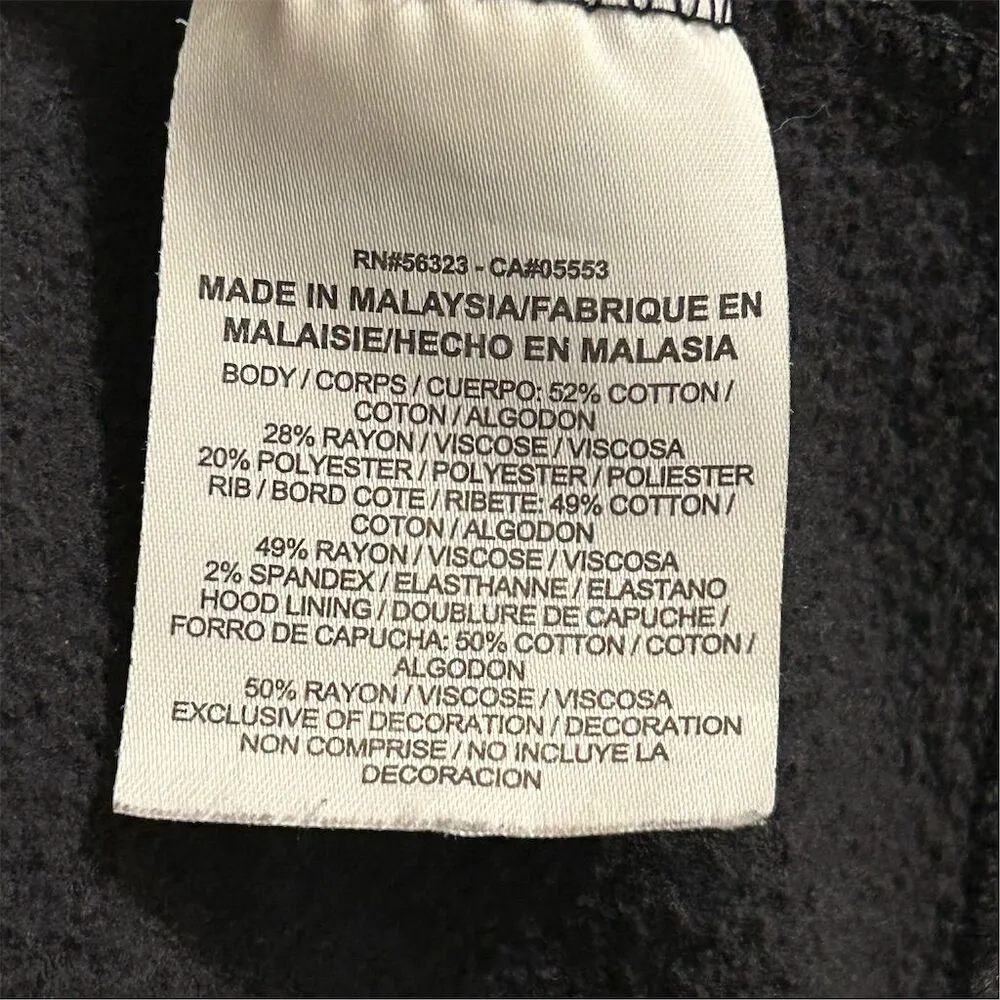 RN#56323 - CA#05553
MADE IN MALAYSIA/FABRIQUE EN
MALAISIE/HECHO EN MALASIA
BODY / CORPS / CUERPO: 52% COTTON /
COTON / ALGODON
28% RAYON / VISCOSE / VISCOSA
20% POLYESTER / POLYESTER / POLIESTER
RIB / BORD COTE / RIBETE: 49% COTTON /
COTON / ALGODON
49% RAYON / VISCOSE / VISCOSA
2% SPANDEX / ELASTHANNE / ELASTANO
HOOD LINING / DOUBLURE DE CAPUCHE /
FORRO DE CAPUCHA: 50% COTTON / COTON /
ALGODON
50% RAYON / VISCOSE / VISCOSA
EXCLUSIVE OF DECORATION / DECORATION
NON COMPRISE / NO INCLUYE LA
DECORACION